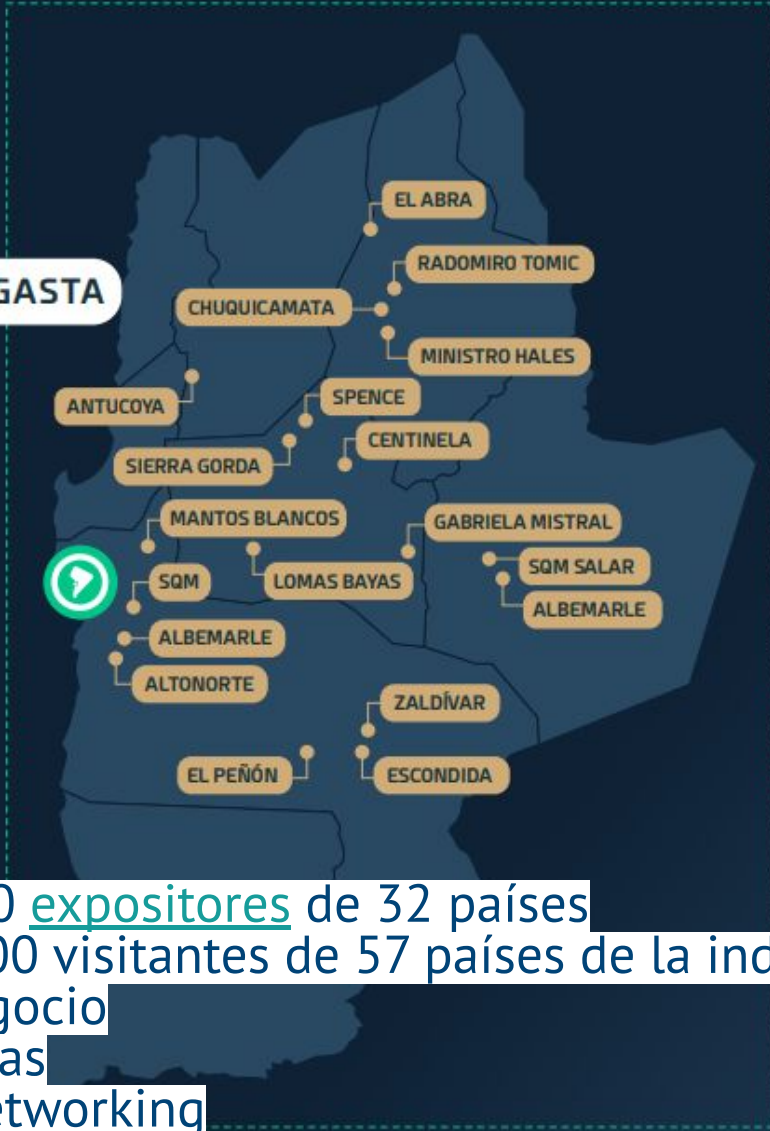 EL ABRA
RADOMIRO TOMIC
GASTA
CHUQUICAMATA
MINISTRO HALES
SPENCE
ANTUCOYA
CENTINELA
SIERRA GORDA
MANTOS BLANCOS
GABRIELA MISTRAL
SQM SALAR
SQM
LOMAS BAYAS
ALBEMARLE
ALBEMARLE
ALTONORTE
ZALDÍVAR
EL PEÑÓN
ESCONDIDA
0 expositores de 32 países
00 visitantes de 57 países de la ind
gocio
as
etworking